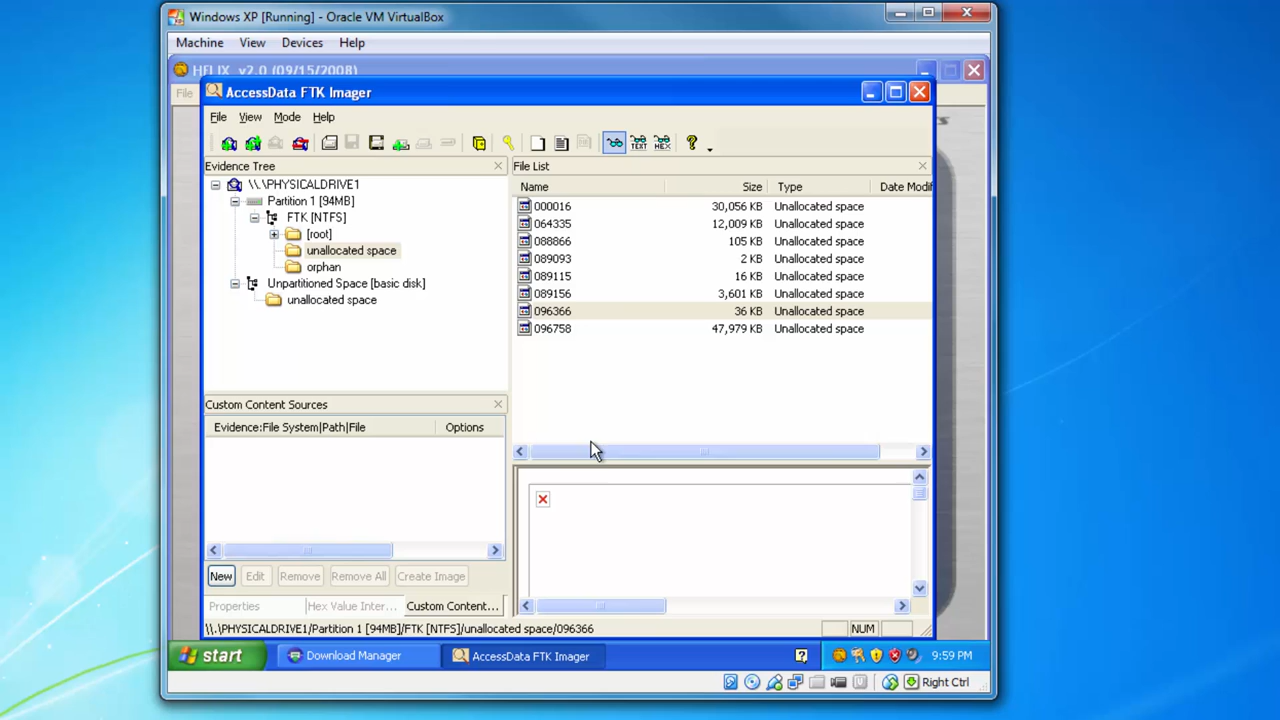 Windows XP [Running] - Oracle VM VirtualBox
Machine View Devices Help
HELIX v2.0 (09/15/2008)
File
AccessData FTK Imager
File View Mode Help
TEXT HEX
Evidence Tree
File List
Name Size Type Date Modif
\\.\PHYSICALDRIVE1
Partition 1 [94MB]
FTK [NTFS]
[root]
unallocated space
orphan
Unpartitioned Space [basic disk]
unallocated space
000016 30,056 KB Unallocated space
064335 12,009 KB Unallocated space
088866 105 KB Unallocated space
089093 2 KB Unallocated space
089115 16 KB Unallocated space
089156 3,601 KB Unallocated space
096366 36 KB Unallocated space
096758 47,979 KB Unallocated space
Custom Content Sources
Evidence:File System|Path|File Options
New Edit Remove Remove All Create Image
Properties Hex Value Inter... Custom Content...
\\.\PHYSICALDRIVE1/Partition 1 [94MB]/FTK [NTFS]/unallocated space/096366 NUM
start Download Manager AccessData FTK Imager 9:59 PM
Right Ctrl